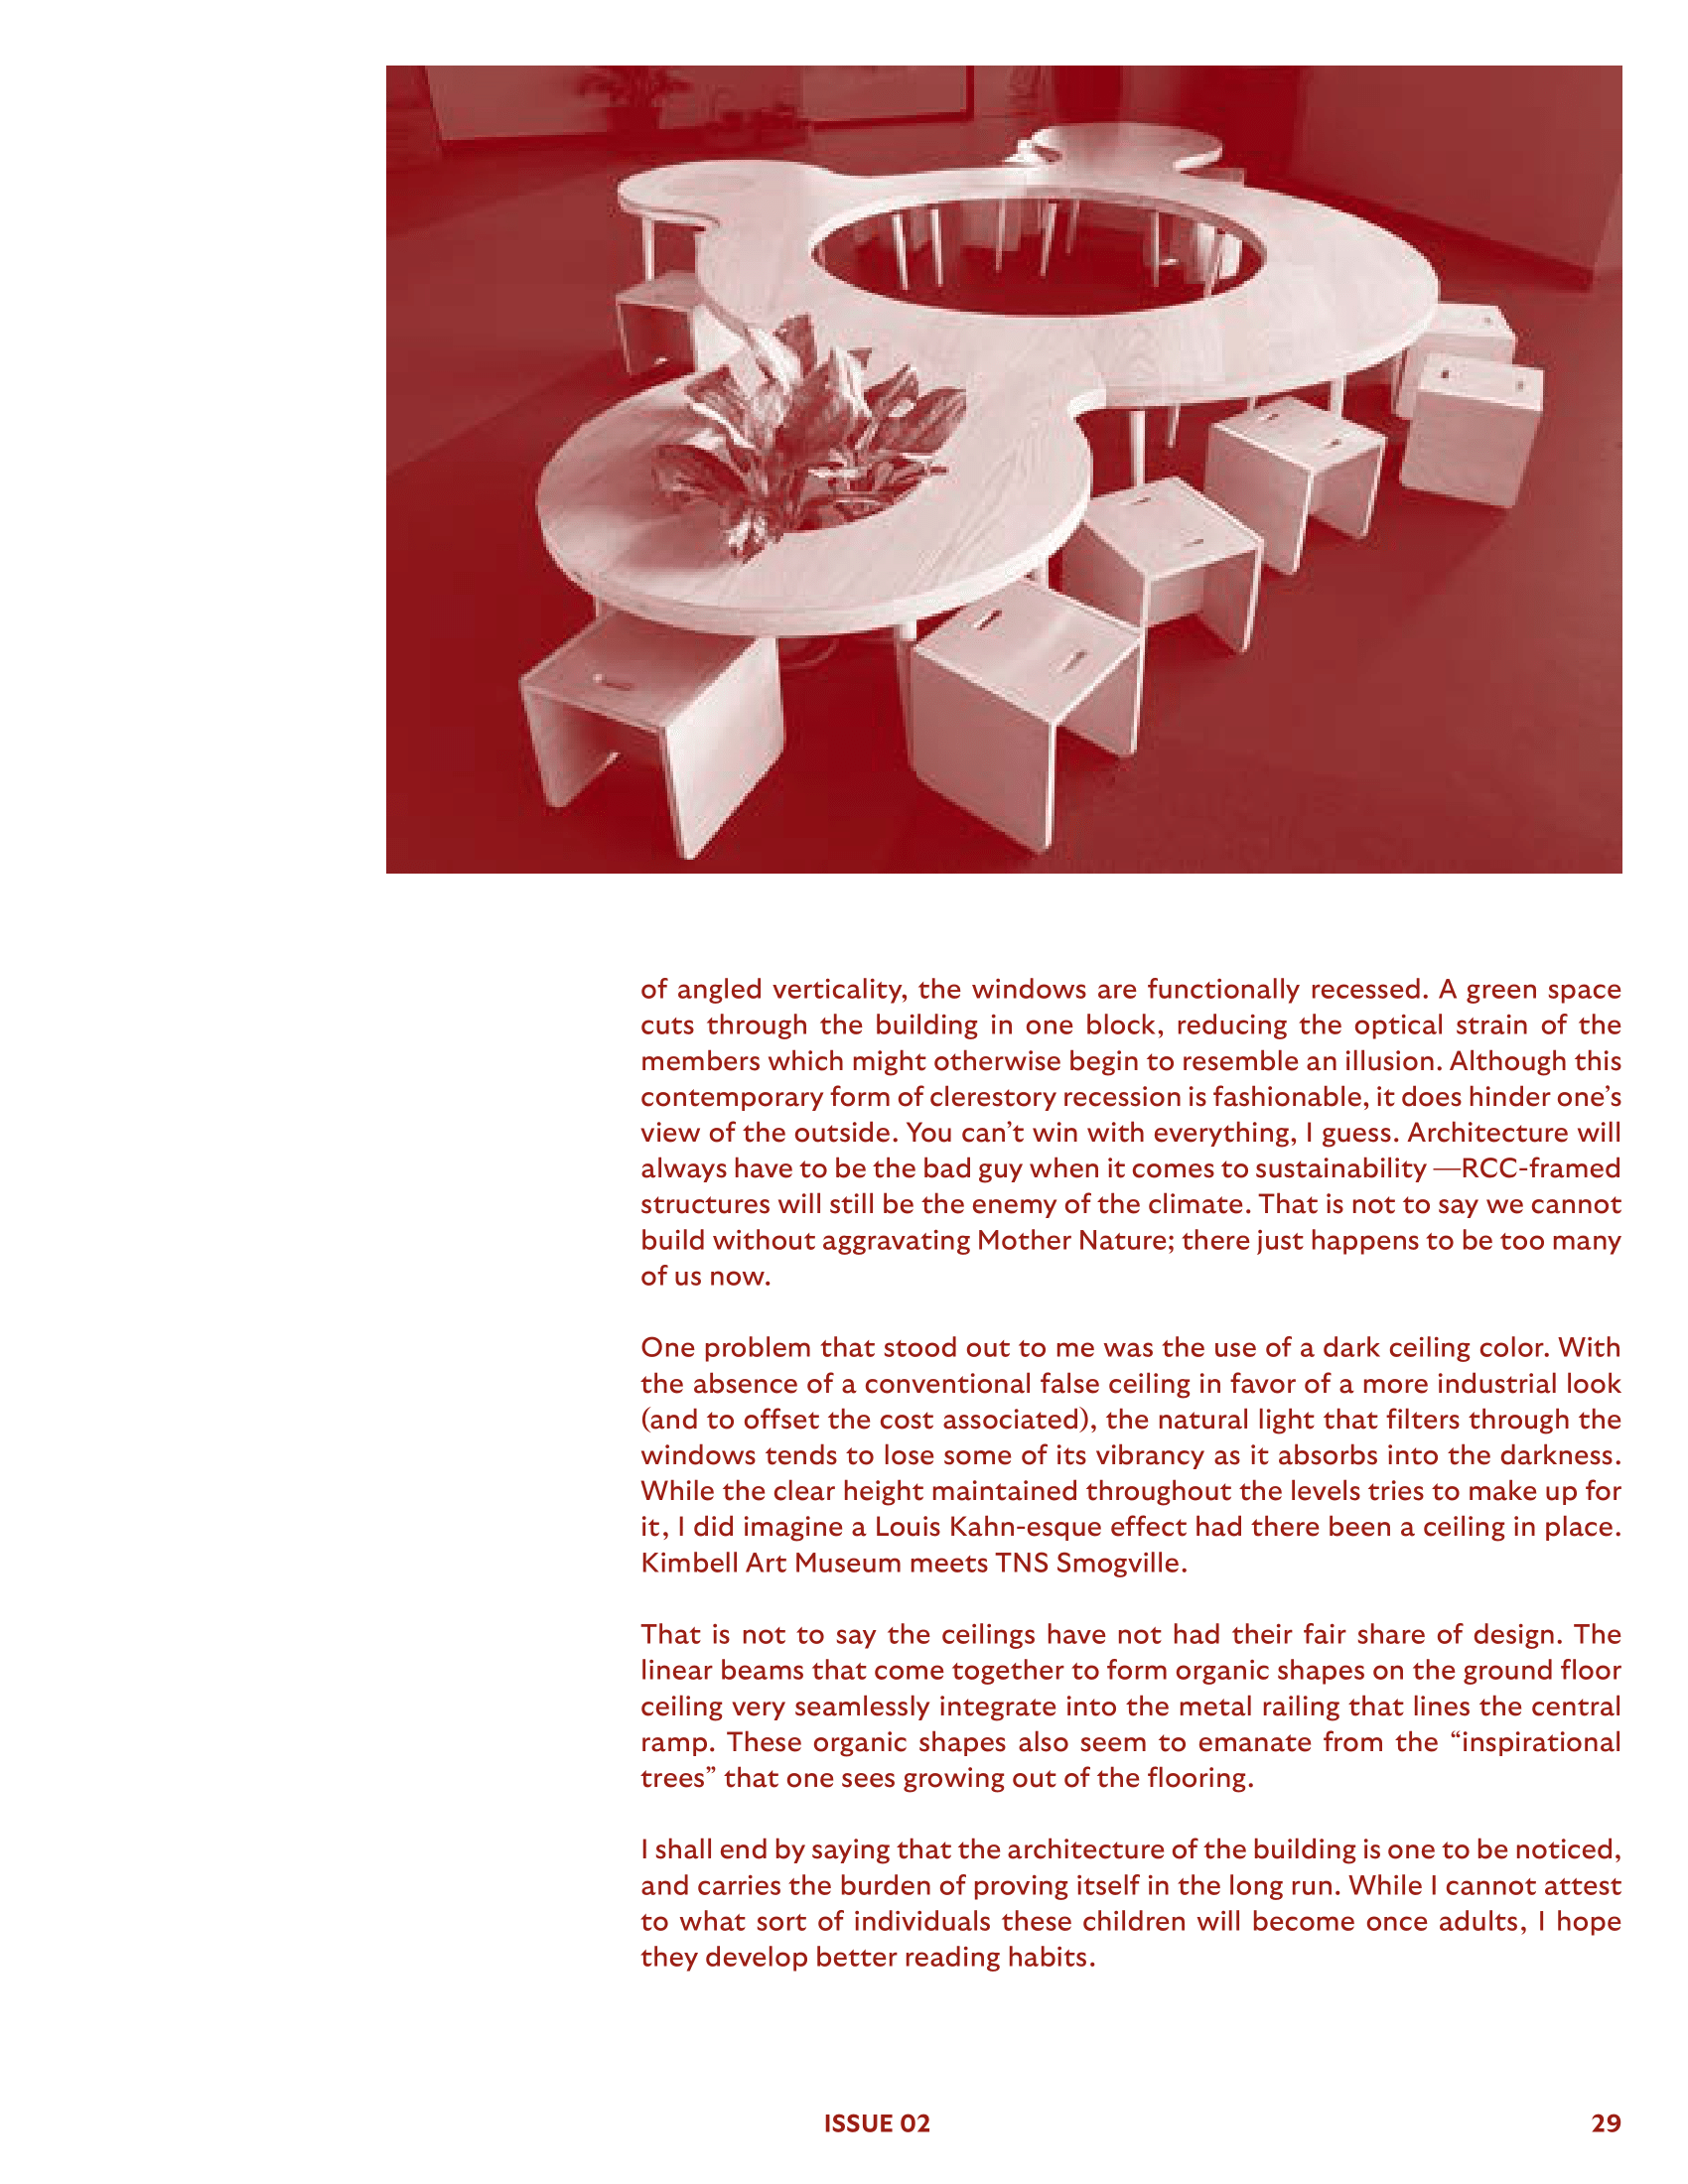 of angled verticality, the windows are functionally recessed. A green space
cuts through the building in one block, reducing the optical strain of the
members which might otherwise begin to resemble an illusion. Although this
contemporary form of clerestory recession is fashionable, it does hinder one’s
view of the outside. You can’t win with everything, I guess. Architecture will
always have to be the bad guy when it comes to sustainability —RCC-framed
structures will still be the enemy of the climate. That is not to say we cannot
build without aggravating Mother Nature; there just happens to be too many
of us now.
One problem that stood out to me was the use of a dark ceiling color. With
the absence of a conventional false ceiling in favor of a more industrial look
(and to offset the cost associated), the natural light that filters through the
windows tends to lose some of its vibrancy as it absorbs into the darkness.
While the clear height maintained throughout the levels tries to make up for
it, I did imagine a Louis Kahn-esque effect had there been a ceiling in place.
Kimbell Art Museum meets TNS Smogville.
That is not to say the ceilings have not had their fair share of design. The
linear beams that come together to form organic shapes on the ground floor
ceiling very seamlessly integrate into the metal railing that lines the central
ramp. These organic shapes also seem to emanate from the “inspirational
trees” that one sees growing out of the flooring.
I shall end by saying that the architecture of the building is one to be noticed,
and carries the burden of proving itself in the long run. While I cannot attest
to what sort of individuals these children will become once adults, I hope
they develop better reading habits.
ISSUE 02
29